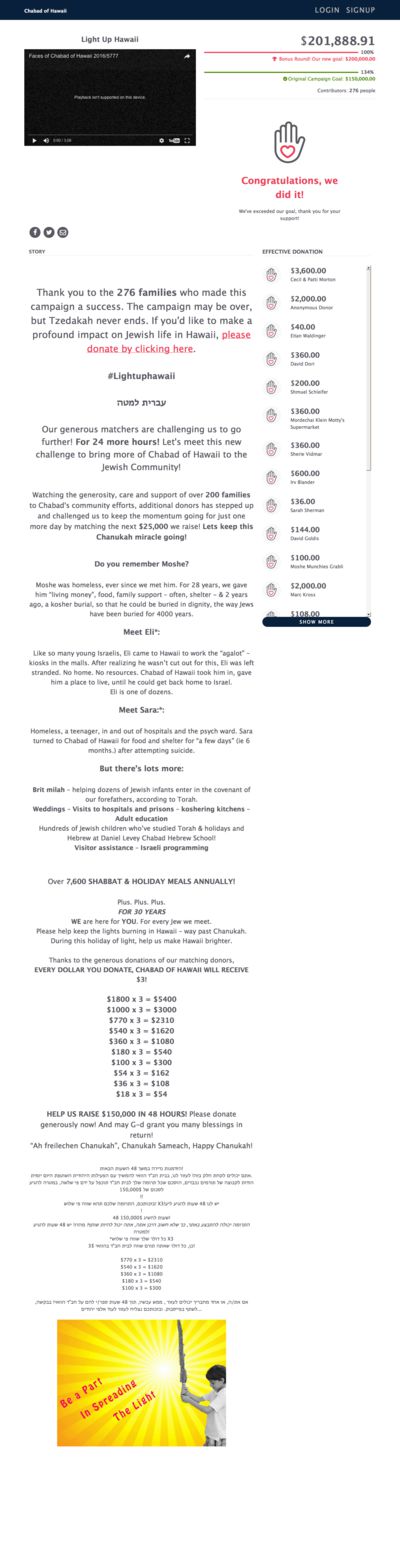 Chabad of Hawaii
LOGIN SIGNUP
Light Up Hawaii
Faces of Chabad of Hawaii 2016/5777
Playback isn't supported on this device.
0:00 / 3:08
YouTube
$201,888.91
100%
Bonus Round! Our new goal: $200,000.00
134%
Original Campaign Goal: $150,000.00
Contributors: 276 people
Congratulations, we
did it!
We've exceeded our goal, thank you for your
support!
STORY
Thank you to the 276 families who made this
campaign a success. The campaign may be over,
but Tzedakah never ends. If you'd like to make a
profound impact on Jewish life in Hawaii, please
donate by clicking here.
#Lightuphawaii
עברית למטה
Our generous matchers are challenging us to go
further! For 24 more hours! Let's meet this new
challenge to bring more of Chabad of Hawaii to the
Jewish Community!
Watching the generosity, care and support of over 200 families
to Chabad's community efforts, additional donors has stepped up
and challenged us to keep the momentum going for just one
more day by matching the next $25,000 we raise! Lets keep this
Chanukah miracle going!
Do you remember Moshe?
Moshe was homeless, ever since we met him. For 28 years, we gave
him "living money", food, family support – often, shelter – & 2 years
ago, a kosher burial, so that he could be buried in dignity, the way Jews
have been buried for 4000 years.
Meet Eli*:
Like so many young Israelis, Eli came to Hawaii to work the "agalot" –
kiosks in the malls. After realizing he wasn't cut out for this, Eli was left
stranded. No home. No resources. Chabad of Hawaii took him in, gave
him a place to live, until he could get back home to Israel.
Eli is one of dozens.
Meet Sara:*:
Homeless, a teenager, in and out of hospitals and the psych ward. Sara
turned to Chabad of Hawaii for food and shelter for "a few days" (ie 6
months.) after attempting suicide.
But there's lots more:
Brit milah – helping dozens of Jewish infants enter in the covenant of
our forefathers, according to Torah.
Weddings – Visits to hospitals and prisons – koshering kitchens –
Adult education
Hundreds of Jewish children who've studied Torah & holidays and
Hebrew at Daniel Levey Chabad Hebrew School!
Visitor assistance – Israeli programming
Over 7,600 SHABBAT & HOLIDAY MEALS ANNUALLY!
Plus. Plus. Plus.
FOR 30 YEARS
WE are here for YOU. For every Jew we meet.
Please help keep the lights burning in Hawaii – way past Chanukah.
During this holiday of light, help us make Hawaii brighter.
Thanks to the generous donations of our matching donors,
EVERY DOLLAR YOU DONATE, CHABAD OF HAWAII WILL RECEIVE
$3!
$1800 x 3 = $5400
$1000 x 3 = $3000
$770 x 3 = $2310
$540 x 3 = $1620
$360 x 3 = $1080
$180 x 3 = $540
$100 x 3 = $300
$54 x 3 = $162
$36 x 3 = $108
$18 x 3 = $54
HELP US RAISE $150,000 IN 48 HOURS! Please donate
generously now! And may G-d grant you many blessings in
return!
"Ah freilechen Chanukah", Chanukah Sameach, Happy Chanukah!
$770 x 3 = $2310
$540 x 3 = $1620
$360 x 3 = $1080
$180 x 3 = $540
$100 x 3 = $300
Be a Part
In Spreading
The Light
EFFECTIVE DONATION
$3,600.00
Cecil & Patti Morton
$2,000.00
Anonymous Donor
$40.00
Eitan Waldinger
$360.00
David Dori
$200.00
Shmuel Schleifer
$360.00
Mordechai Klein Motty's
Supermarket
$360.00
Sherie Vidmar
$600.00
Irv Blander
$36.00
Sarah Sherman
$144.00
David Goldis
$100.00
Moshe Munchies Grabli
$2,000.00
Marc Kross
$108.00
SHOW MORE